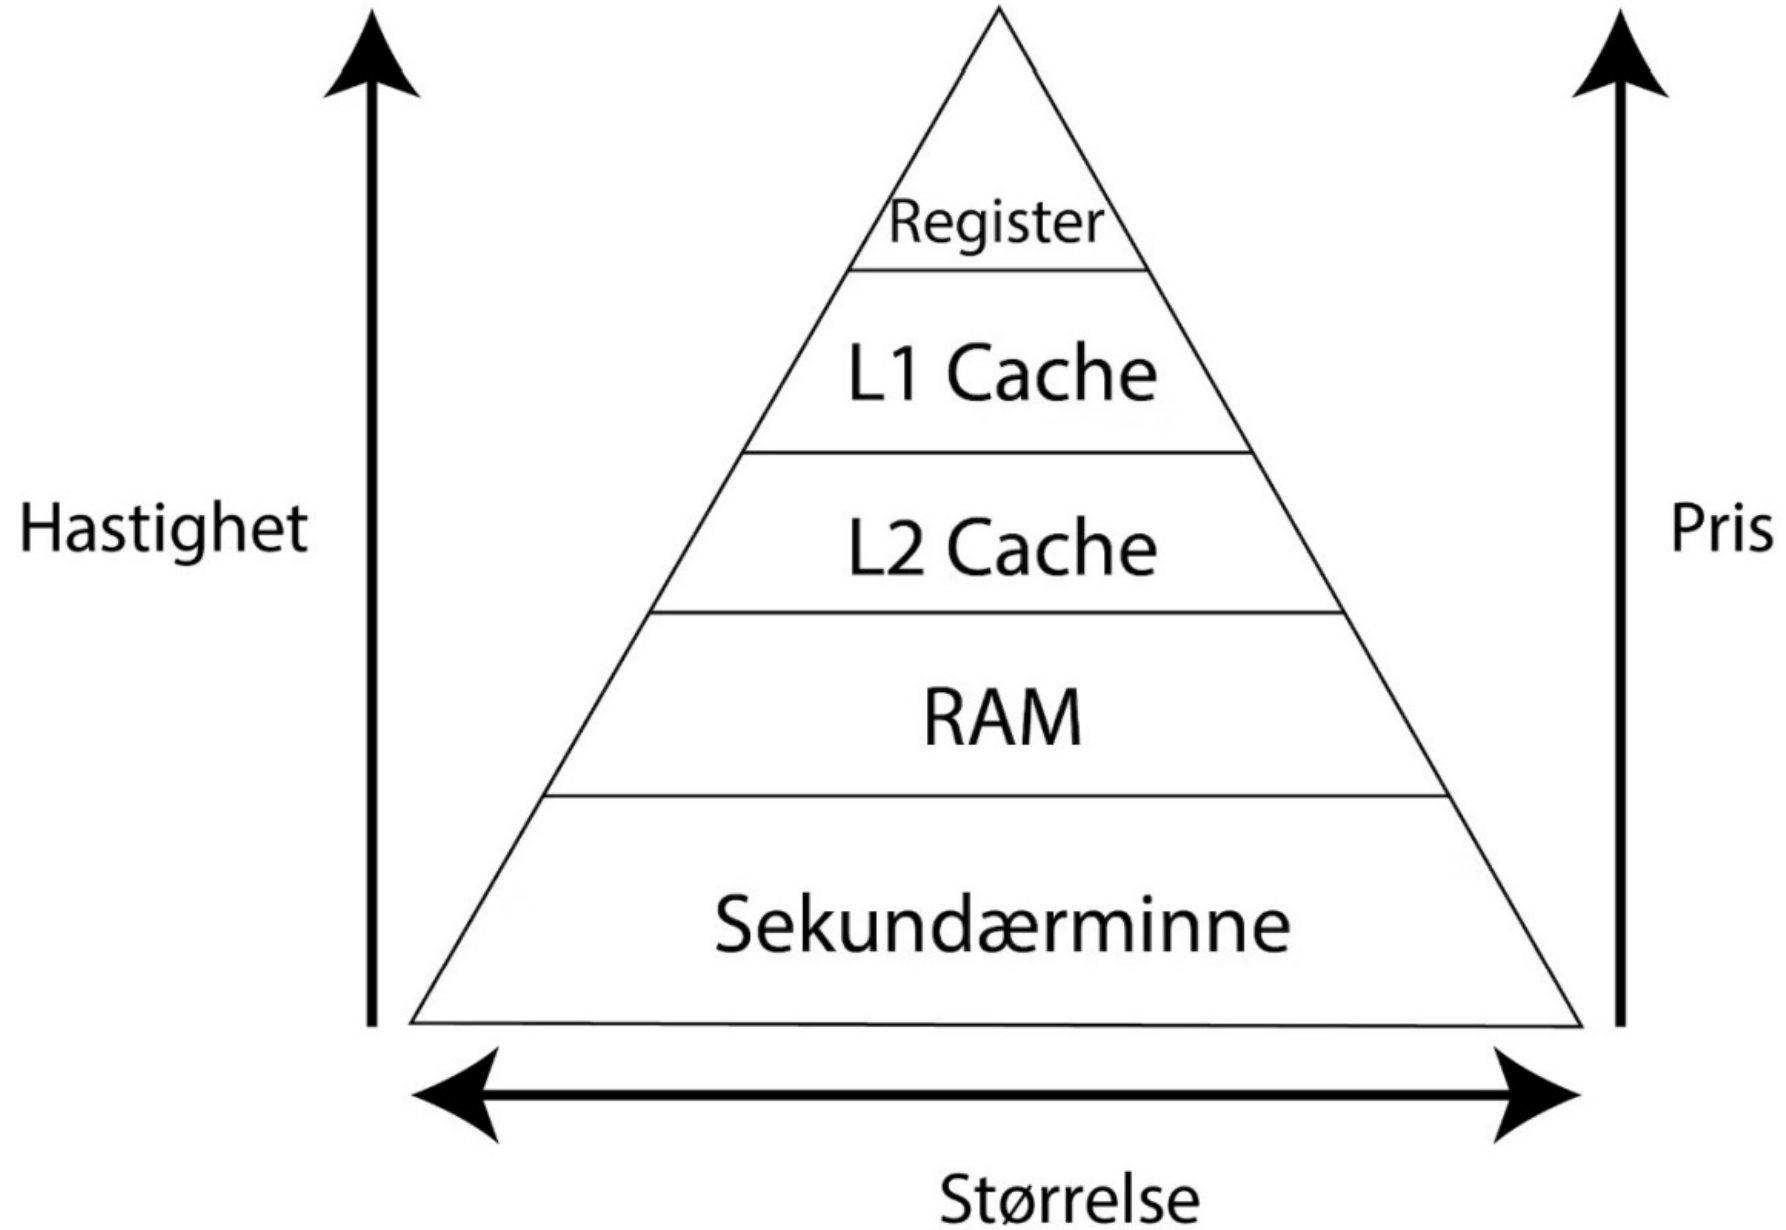 Register
L1 Cache
Hastighet
L2 Cache
Pris
RAM
Sekundærminne
Størrelse